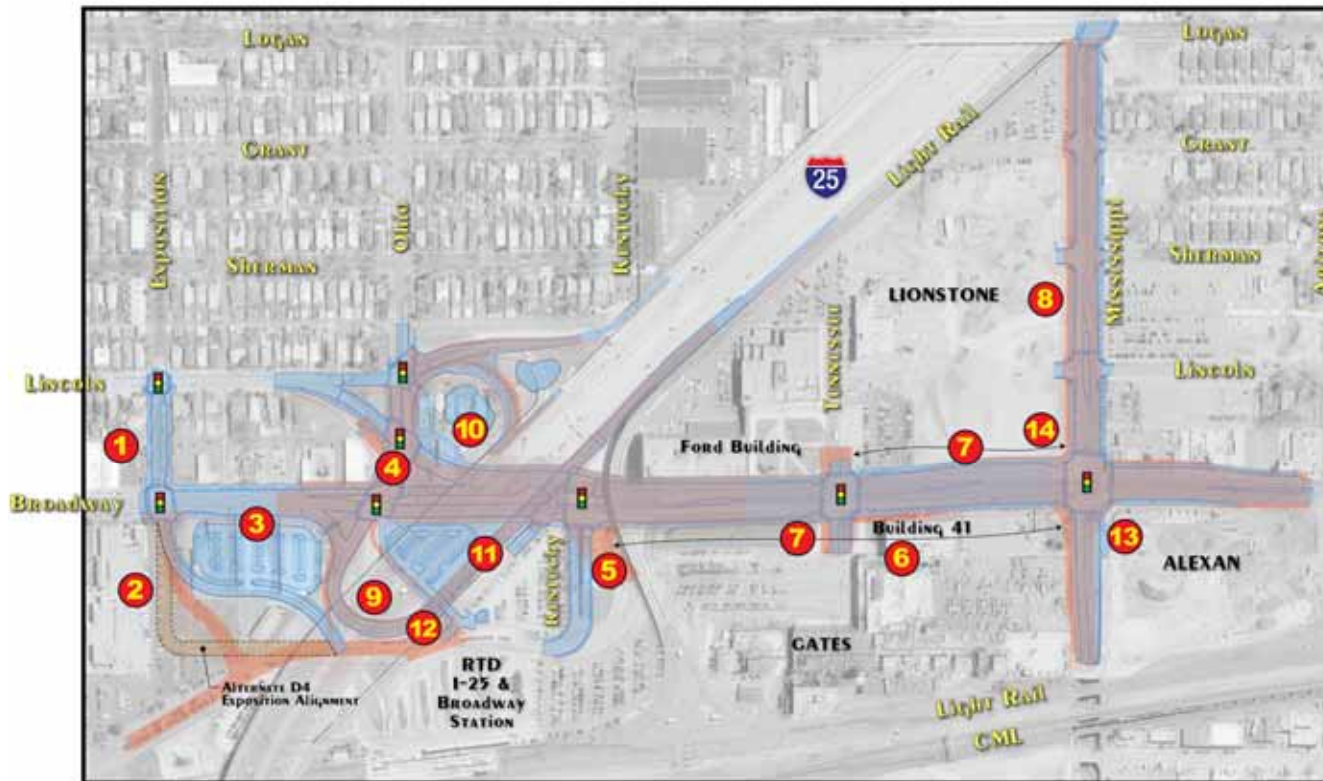 LOGAN
LOGAN
GRANT
GRANT
Light Rail
25
Exposition
Ohio
Kentucky
SHERMAN
SHERMAN
LIONSTONE
8
Mississippi
Tennessee
LINCOLN
LINCOLN
1
10
4
Ford Building
7
14
BROADWAY
3
11
7
Building 41
13
2
9
5
6
ALEXAN
Kentucky
12
GATES
RTD
I-25 &
BROADWAY
STATION
ALTERNATE D4
EXPOSITION ALIGNMENT
Light Rail
CML